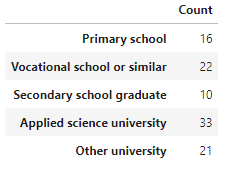 Count
Primary school 16
Vocational school or similar 22
Secondary school graduate 10
Applied science university 33
Other university 21